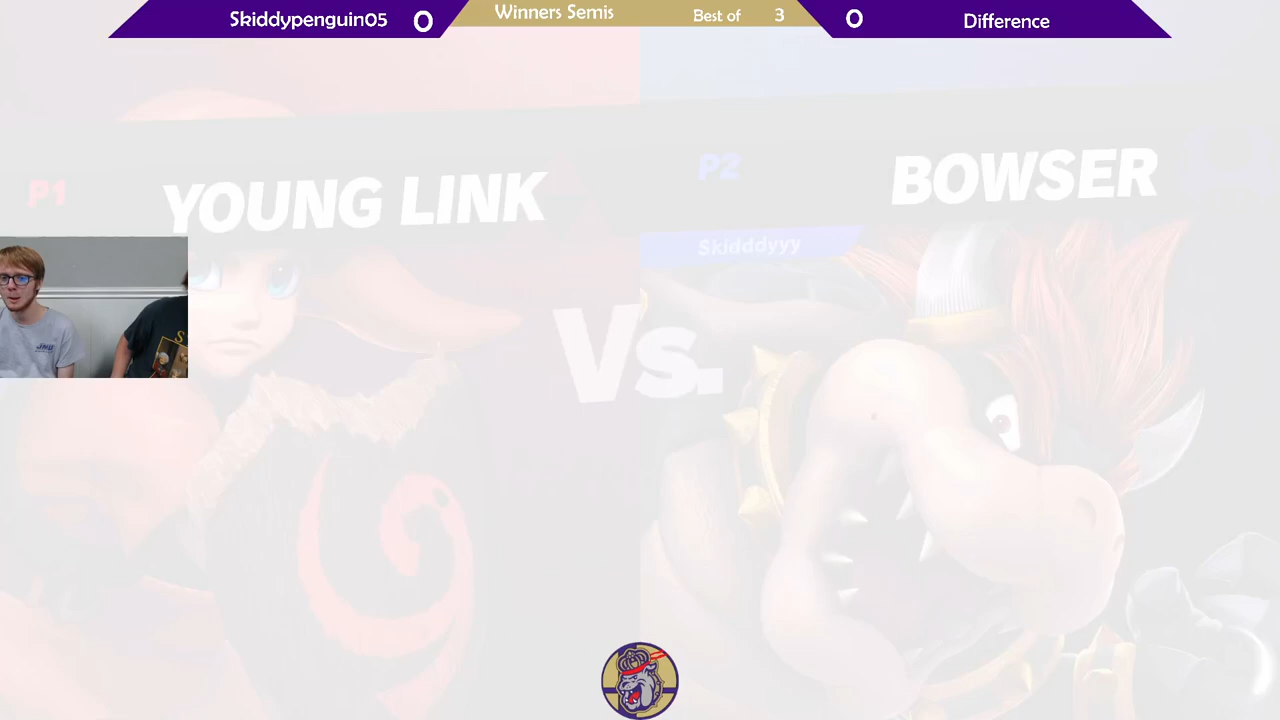 Skiddypenguin05 0 Winners Semis Best of 3 0 Difference
P1 YOUNG LINK
P2 BOWSER
Skidddyyy
Vs.